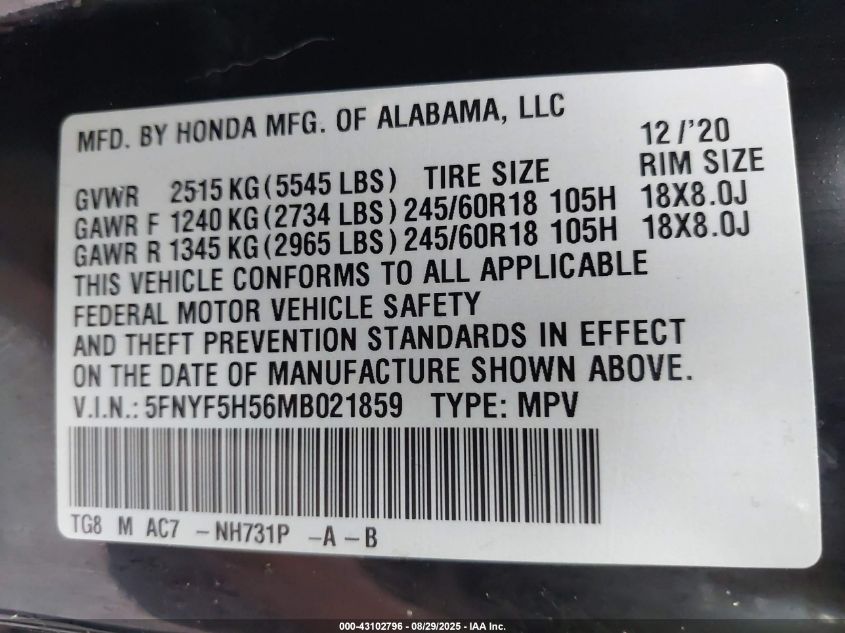 MFD. BY HONDA MFG. OF ALABAMA, LLC 12/'20
GVWR 2515 KG (5545 LBS) TIRE SIZE RIM SIZE
GAWR F 1240 KG (2734 LBS) 245/60R18 105H 18X8.0J
GAWR R 1345 KG (2965 LBS) 245/60R18 105H 18X8.0J
THIS VEHICLE CONFORMS TO ALL APPLICABLE
FEDERAL MOTOR VEHICLE SAFETY
AND THEFT PREVENTION STANDARDS IN EFFECT
ON THE DATE OF MANUFACTURE SHOWN ABOVE.
V.I.N.: 5FNYF5H56MB021859 TYPE: MPV
TG8 M AC7 -NH731P -A-B
000-43102796 - 08/29/2025 - IAA Inc.